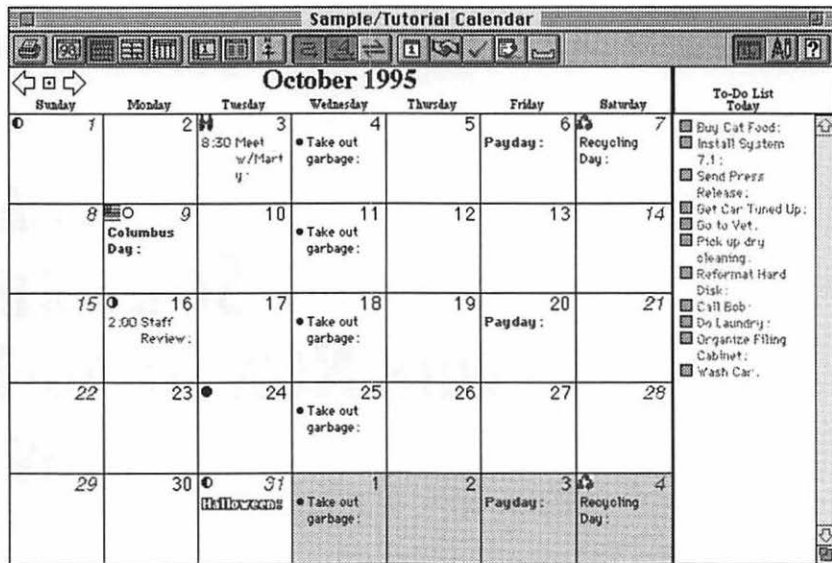 Sample/Tutorial Calendar
October 1995
Sunday Monday Tuesday Wednesday Thursday Friday Saturday
1 2 3 4 5 6 7
8:30 Meet
w/Mart
y:
• Take out
garbage:
Payday:
Recycling
Day:
8 9 10 11 12 13 14
Columbus
Day:
• Take out
garbage:
15 16 17 18 19 20 21
2:00 Staff
Review:
• Take out
garbage:
Payday:
22 23 24 25 26 27 28
• Take out
garbage:
29 30 31 1 2 3 4
Halloween:
• Take out
garbage:
Payday:
Recycling
Day:
To-Do List
Today
Buy Cat Food:
Install System
7.1:
Send Press
Release:
Get Car Tuned Up:
Go to Vet:
Pick up dry
cleaning:
Reformat Hard
Disk:
Call Bob:
Do Laundry:
Organize Filing
Cabinet:
Wash Car: